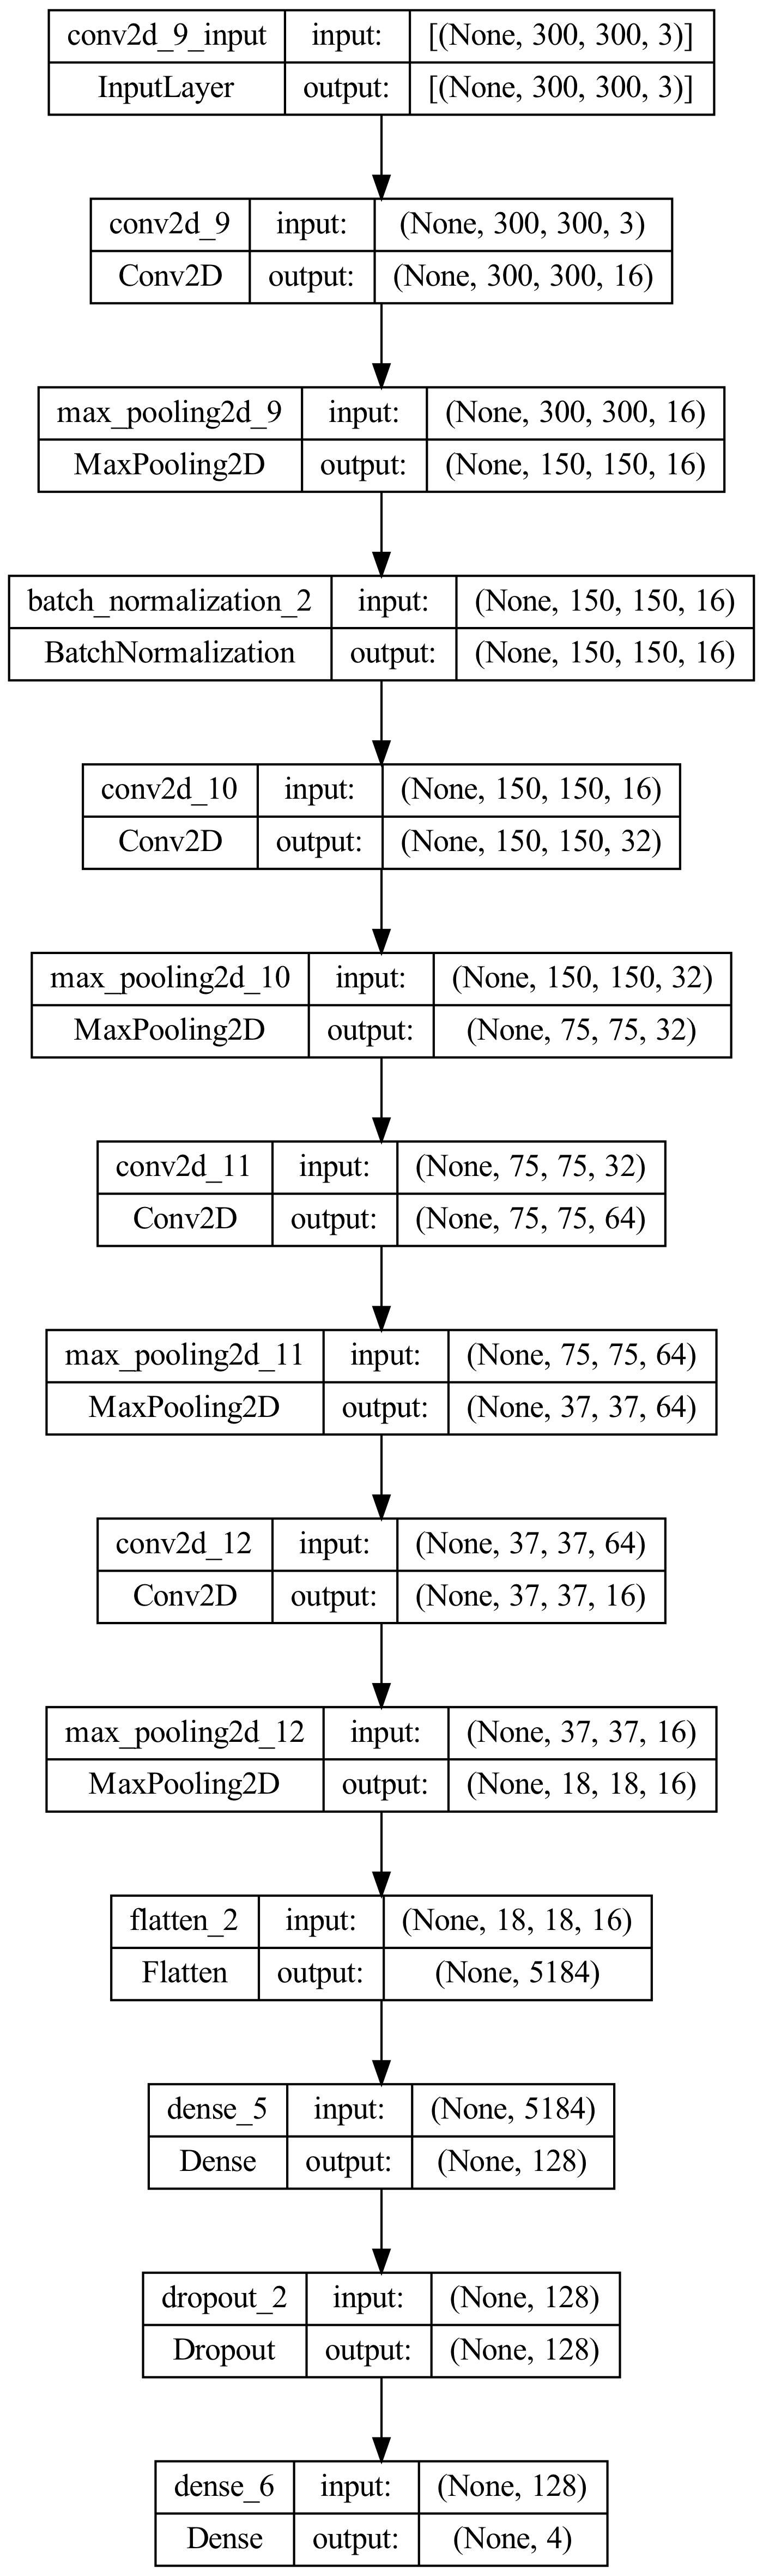 conv2d_9_input input: [(None, 300, 300, 3)]
InputLayer output: [(None, 300, 300, 3)]
conv2d_9 input: (None, 300, 300, 3)
Conv2D output: (None, 300, 300, 16)
max_pooling2d_9 input: (None, 300, 300, 16)
MaxPooling2D output: (None, 150, 150, 16)
batch_normalization_2 input: (None, 150, 150, 16)
BatchNormalization output: (None, 150, 150, 16)
conv2d_10 input: (None, 150, 150, 16)
Conv2D output: (None, 150, 150, 32)
max_pooling2d_10 input: (None, 150, 150, 32)
MaxPooling2D output: (None, 75, 75, 32)
conv2d_11 input: (None, 75, 75, 32)
Conv2D output: (None, 75, 75, 64)
max_pooling2d_11 input: (None, 75, 75, 64)
MaxPooling2D output: (None, 37, 37, 64)
conv2d_12 input: (None, 37, 37, 64)
Conv2D output: (None, 37, 37, 16)
max_pooling2d_12 input: (None, 37, 37, 16)
MaxPooling2D output: (None, 18, 18, 16)
flatten_2 input: (None, 18, 18, 16)
Flatten output: (None, 5184)
dense_5 input: (None, 5184)
Dense output: (None, 128)
dropout_2 input: (None, 128)
Dropout output: (None, 128)
dense_6 input: (None, 128)
Dense output: (None, 4)